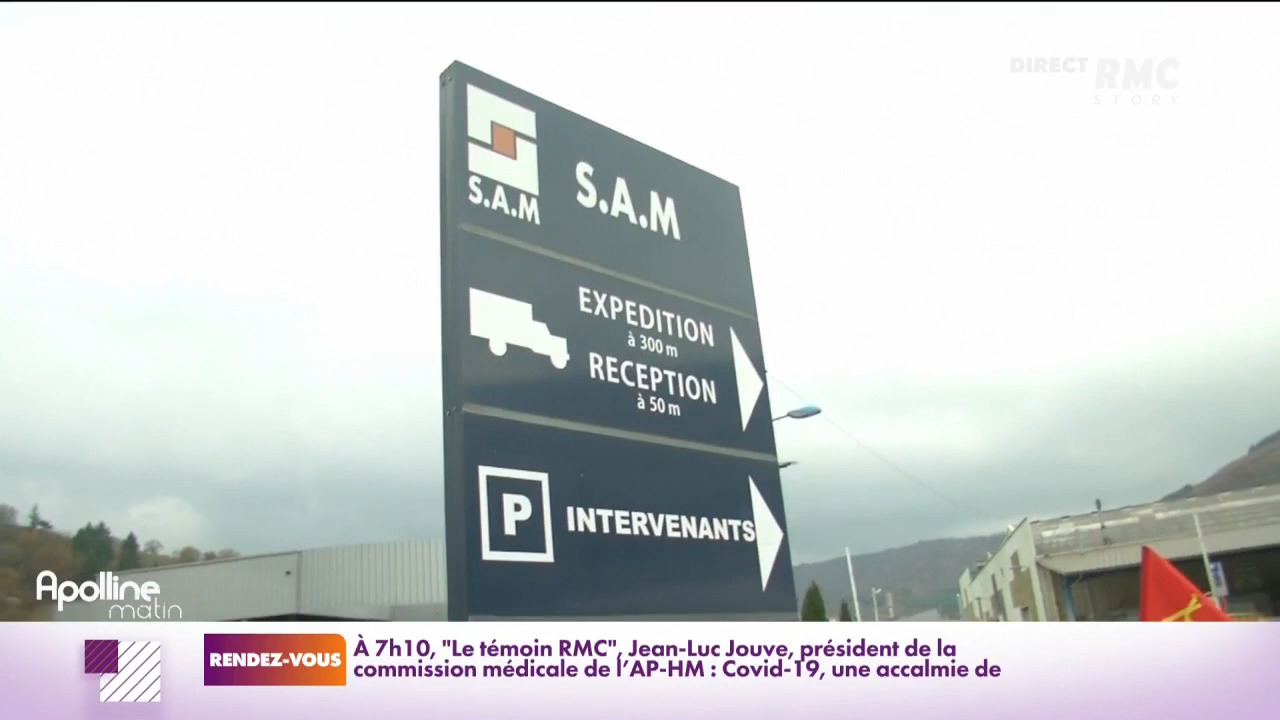 DIRECT RMC
STORY
S.A.M
S.A.M
EXPEDITION
à 300 m
RECEPTION
à 50 m
P
INTERVENANTS
Apolline
matin
RENDEZ-VOUS
À 7h10, "Le témoin RMC", Jean-Luc Jouve, président de la
commission médicale de l'AP-HM : Covid-19, une accalmie de